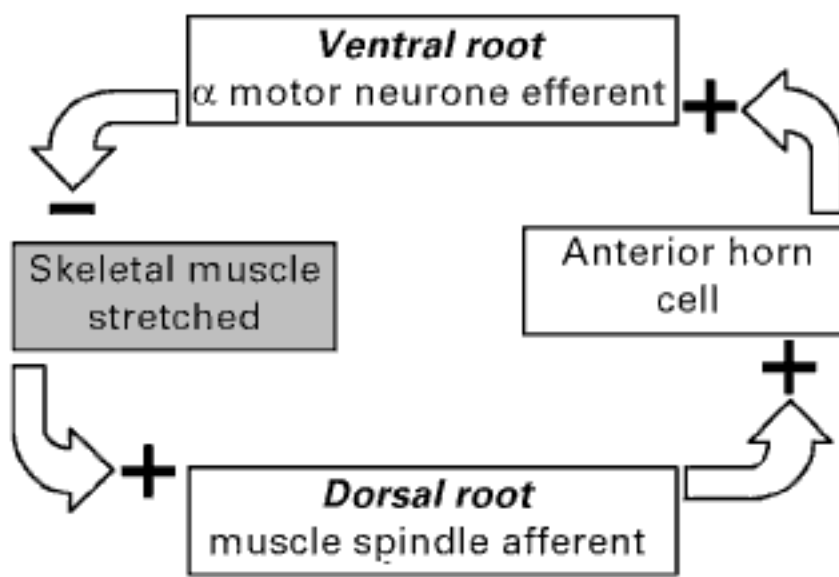 Ventral root
α motor neurone efferent
+
−
Skeletal muscle
stretched
Anterior horn
cell
+
+
Dorsal root
muscle spindle afferent